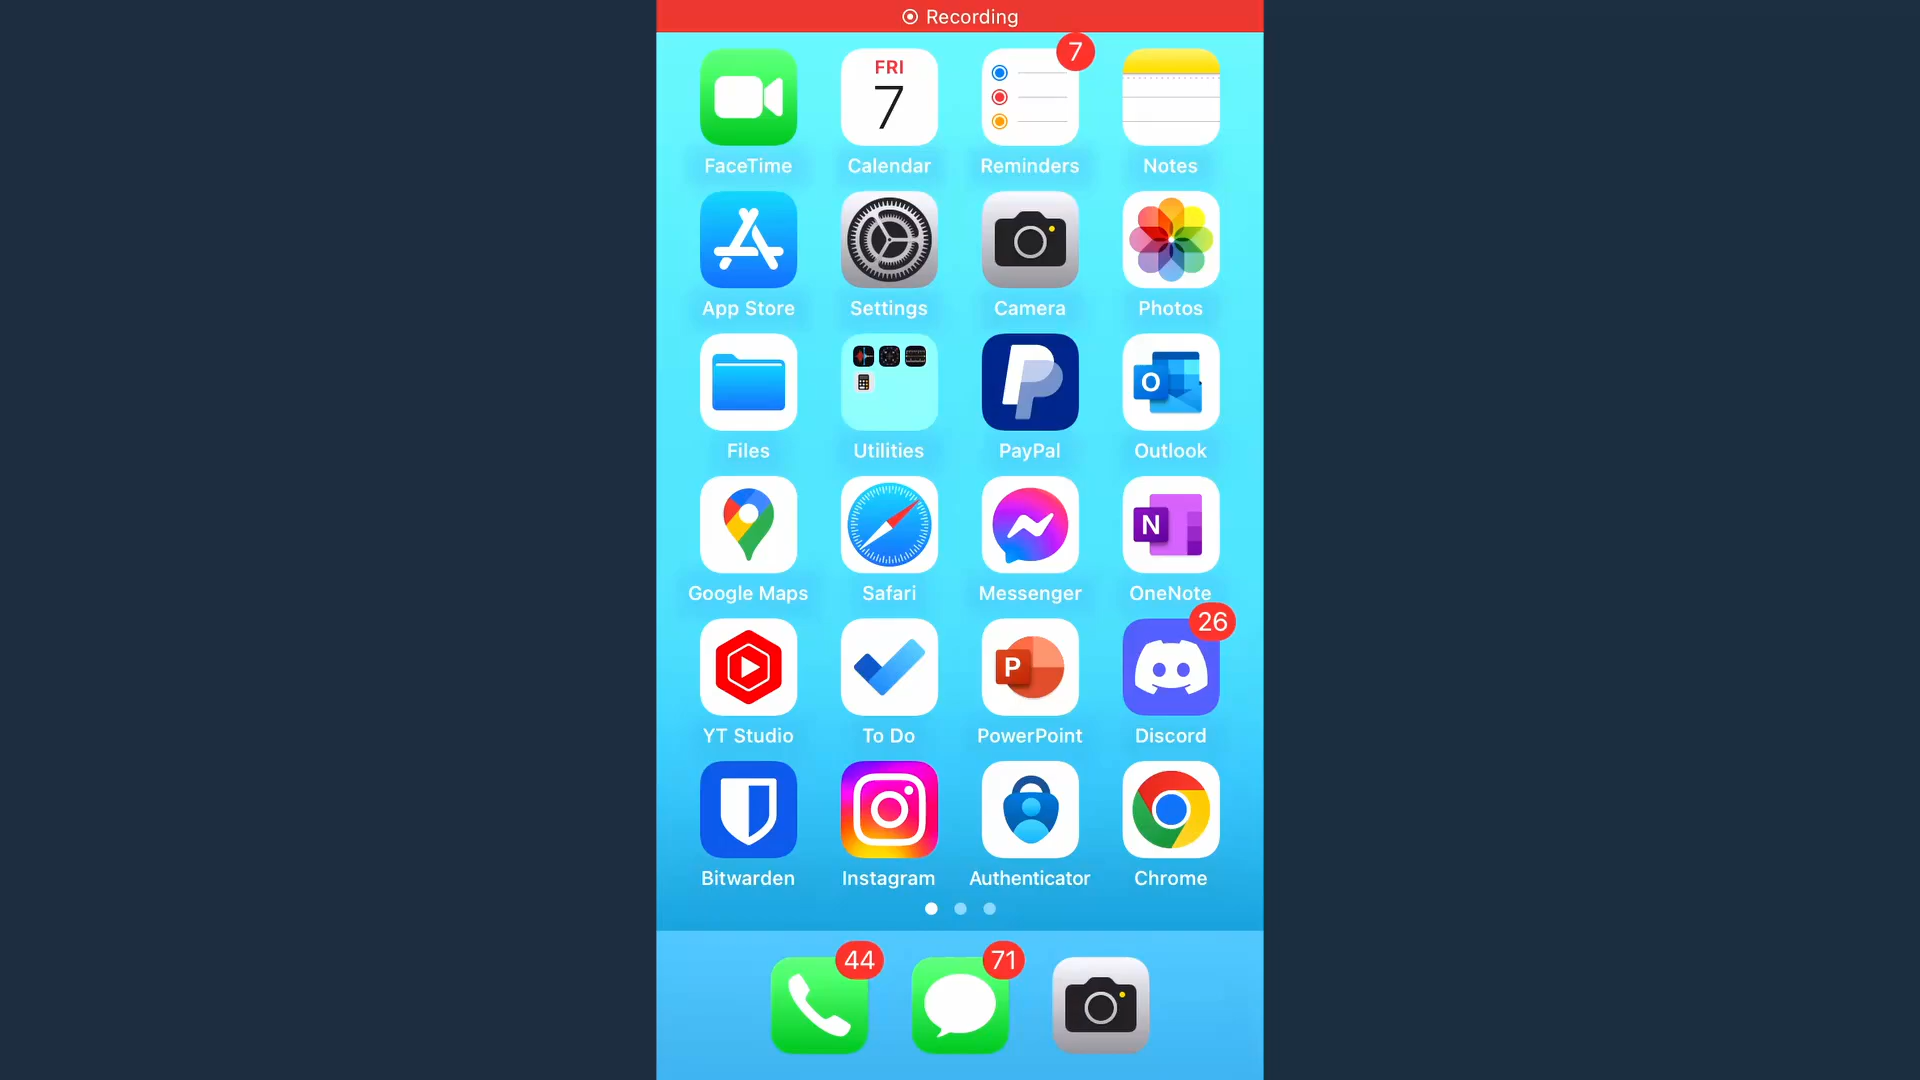 Recording
FRI
7
7
FaceTime
Calendar
Reminders
Notes
App Store
Settings
Camera
Photos
O
Files
Utilities
PayPal
Outlook
N
Google Maps
Safari
Messenger
OneNote
26
P
YT Studio
To Do
PowerPoint
Discord
Bitwarden
Instagram
Authenticator
Chrome
44
71